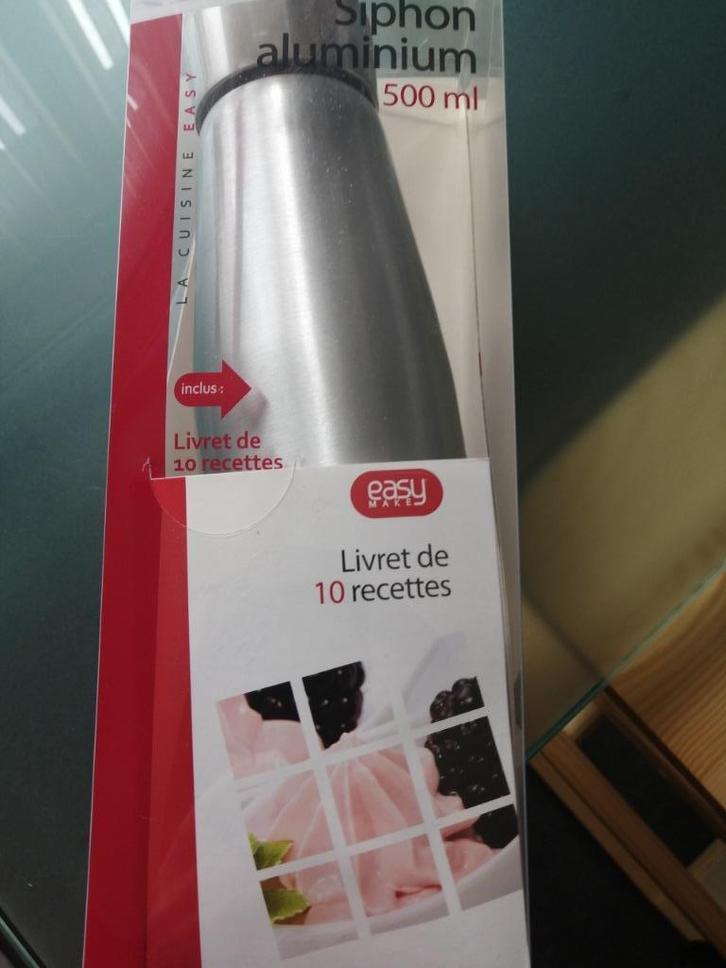 Siphon
aluminium
500 ml
LA CUISINE EASY
inclus :
Livret de
10 recettes
easy
MAKE
Livret de
10 recettes